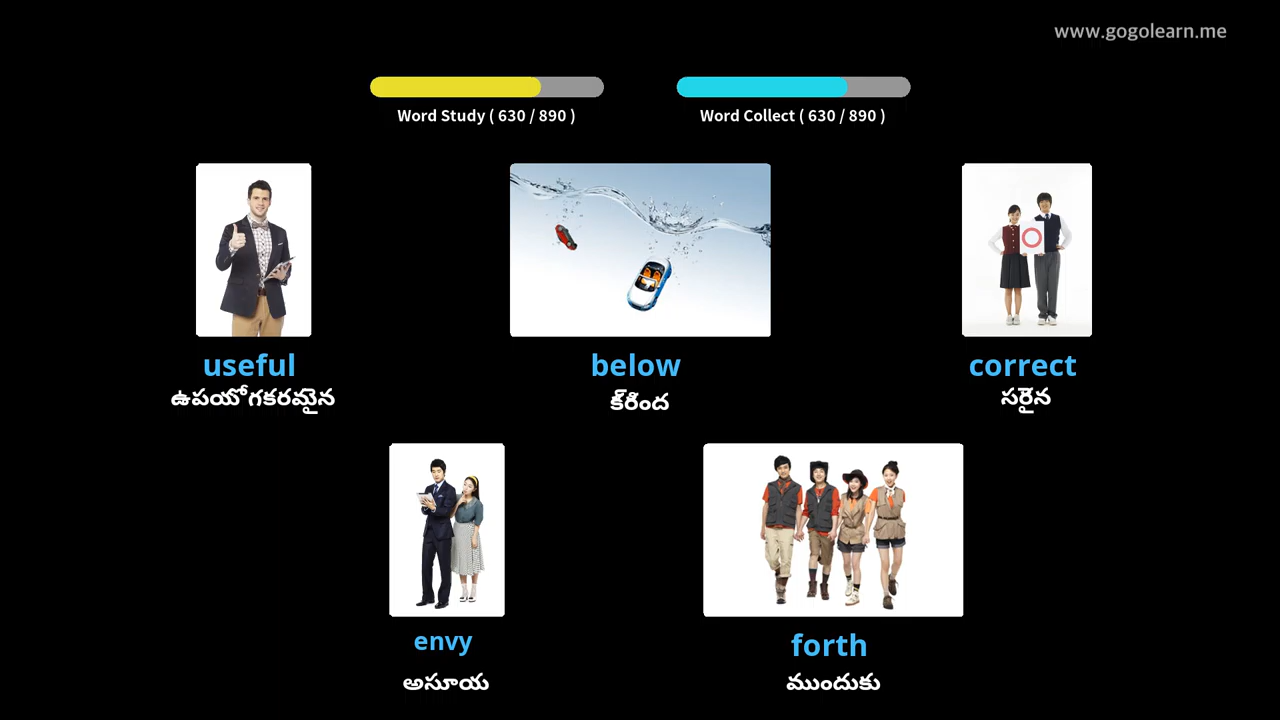 www.gogolearn.me
Word Study ( 630 / 890 )
Word Collect ( 630 / 890 )
useful
below
correct
ఉపయోగకరమైన
క్రింద
సరైన
envy
forth
అసూయ
ముందుకు